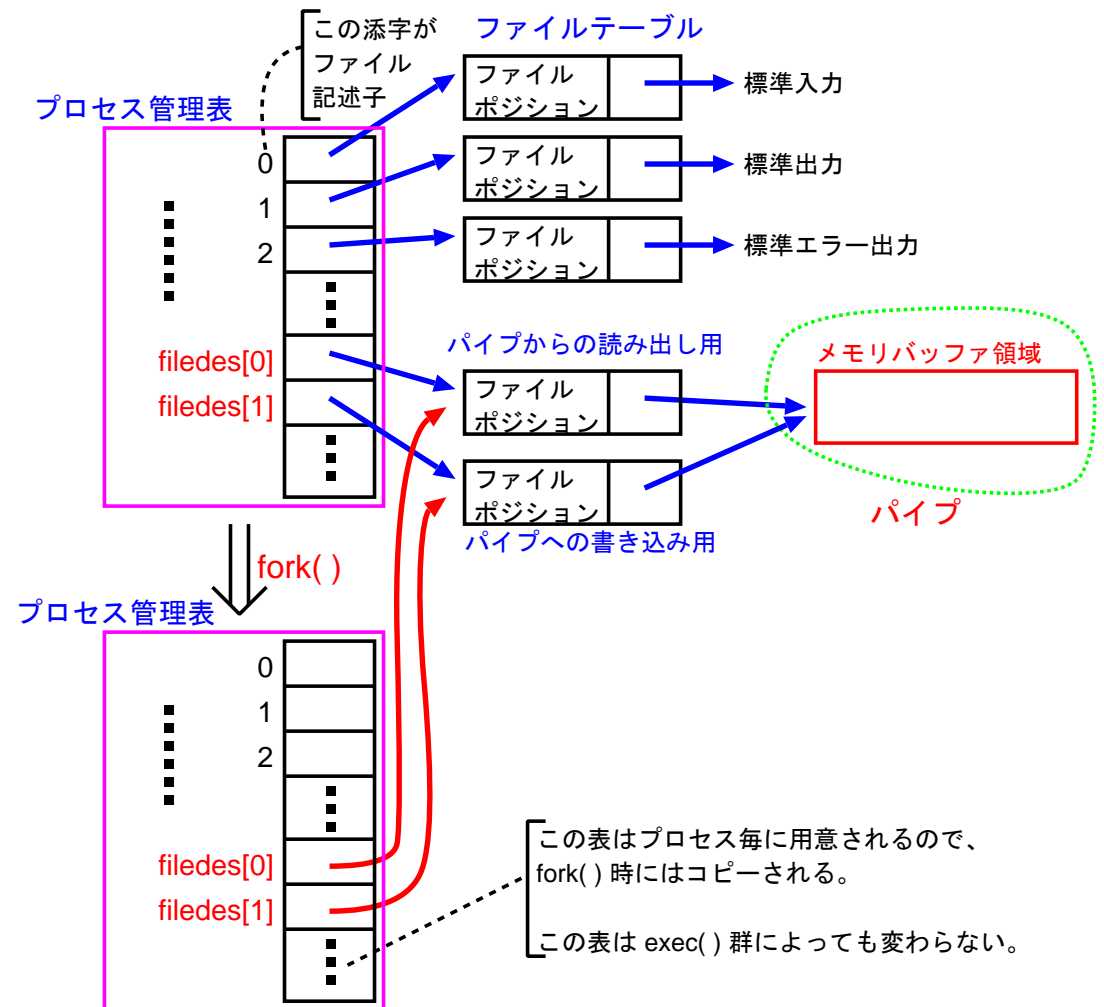 この添字が
ファイル
記述子
ファイルテーブル
プロセス管理表
ファイル
ポジション
標準入力
0
ファイル
ポジション
標準出力
1
2
ファイル
ポジション
標準エラー出力
パイプからの読み出し用
メモリバッファ領域
filedes[0]
ファイル
ポジション
filedes[1]
ファイル
ポジション
パイプ
パイプへの書き込み用
fork( )
プロセス管理表
0
1
2
filedes[0]
filedes[1]
この表はプロセス毎に用意されるので、
fork( ) 時にはコピーされる。
この表は exec( ) 群によっても変わらない。